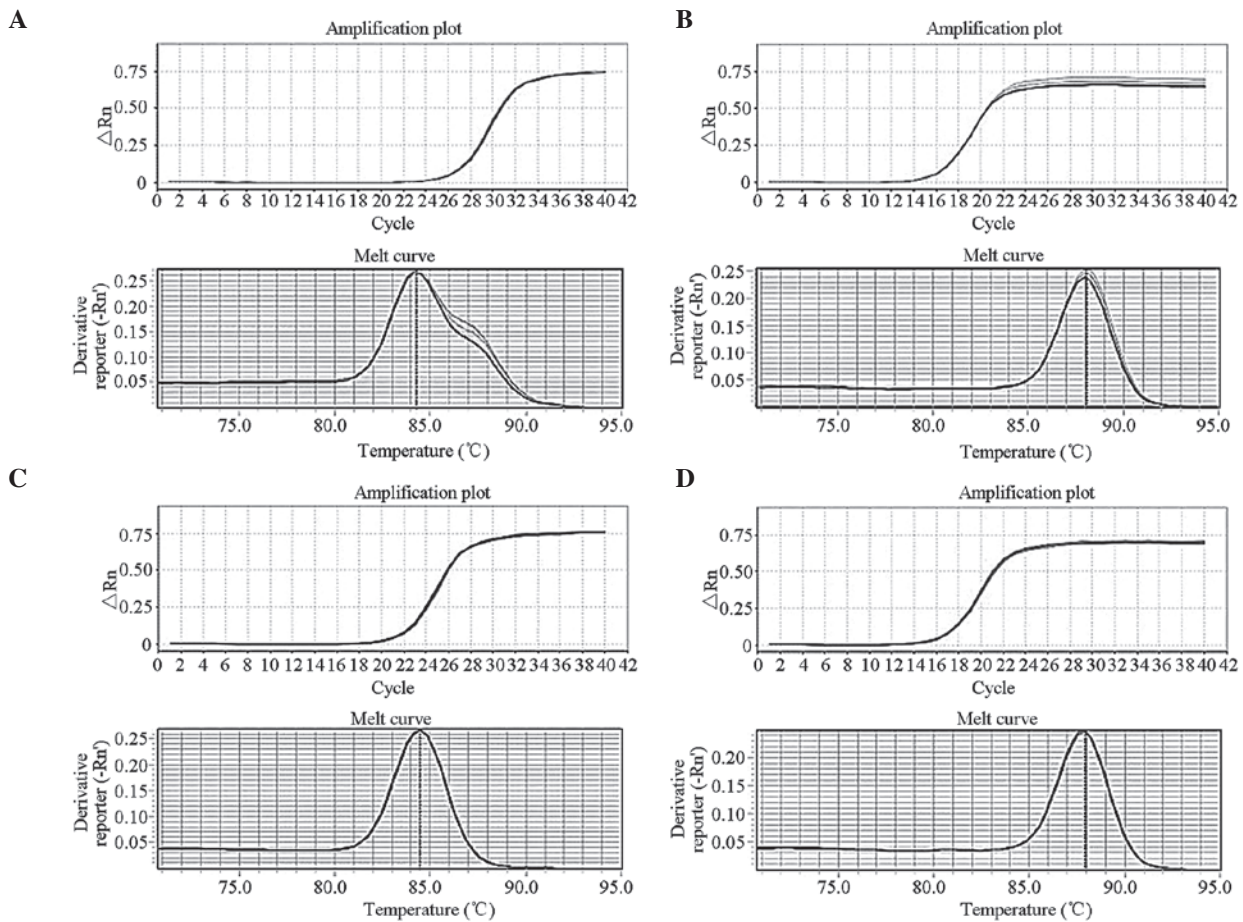 A
Amplification plot
0.75
0.50
0.25
0
△Rn
0 2 4 6 8 10 12 14 16 18 20 22 24 26 28 30 32 34 36 38 40 42
Cycle
Melt curve
0.25
0.20
0.15
0.10
0.05
Derivative
reporter (-Rn')
75.0 80.0 85.0 90.0 95.0
Temperature (℃)
B
Amplification plot
0.75
0.50
0.25
0
△Rn
0 2 4 6 8 10 12 14 16 18 20 22 24 26 28 30 32 34 36 38 40 42
Cycle
Melt curve
0.25
0.20
0.15
0.10
0.05
Derivative
reporter (-Rn')
75.0 80.0 85.0 90.0 95.0
Temperature (℃)
C
Amplification plot
0.75
0.50
0.25
0
△Rn
0 2 4 6 8 10 12 14 16 18 20 22 24 26 28 30 32 34 36 38 40 42
Cycle
Melt curve
0.25
0.20
0.15
0.10
0.05
Derivative
reporter (-Rn')
75.0 80.0 85.0 90.0 95.0
Temperature (℃)
D
Amplification plot
0.75
0.50
0.25
0
△Rn
0 2 4 6 8 10 12 14 16 18 20 22 24 26 28 30 32 34 36 38 40 42
Cycle
Melt curve
0.20
0.15
0.10
0.05
Derivative
reporter (-Rn')
75.0 80.0 85.0 90.0 95.0
Temperature (℃)